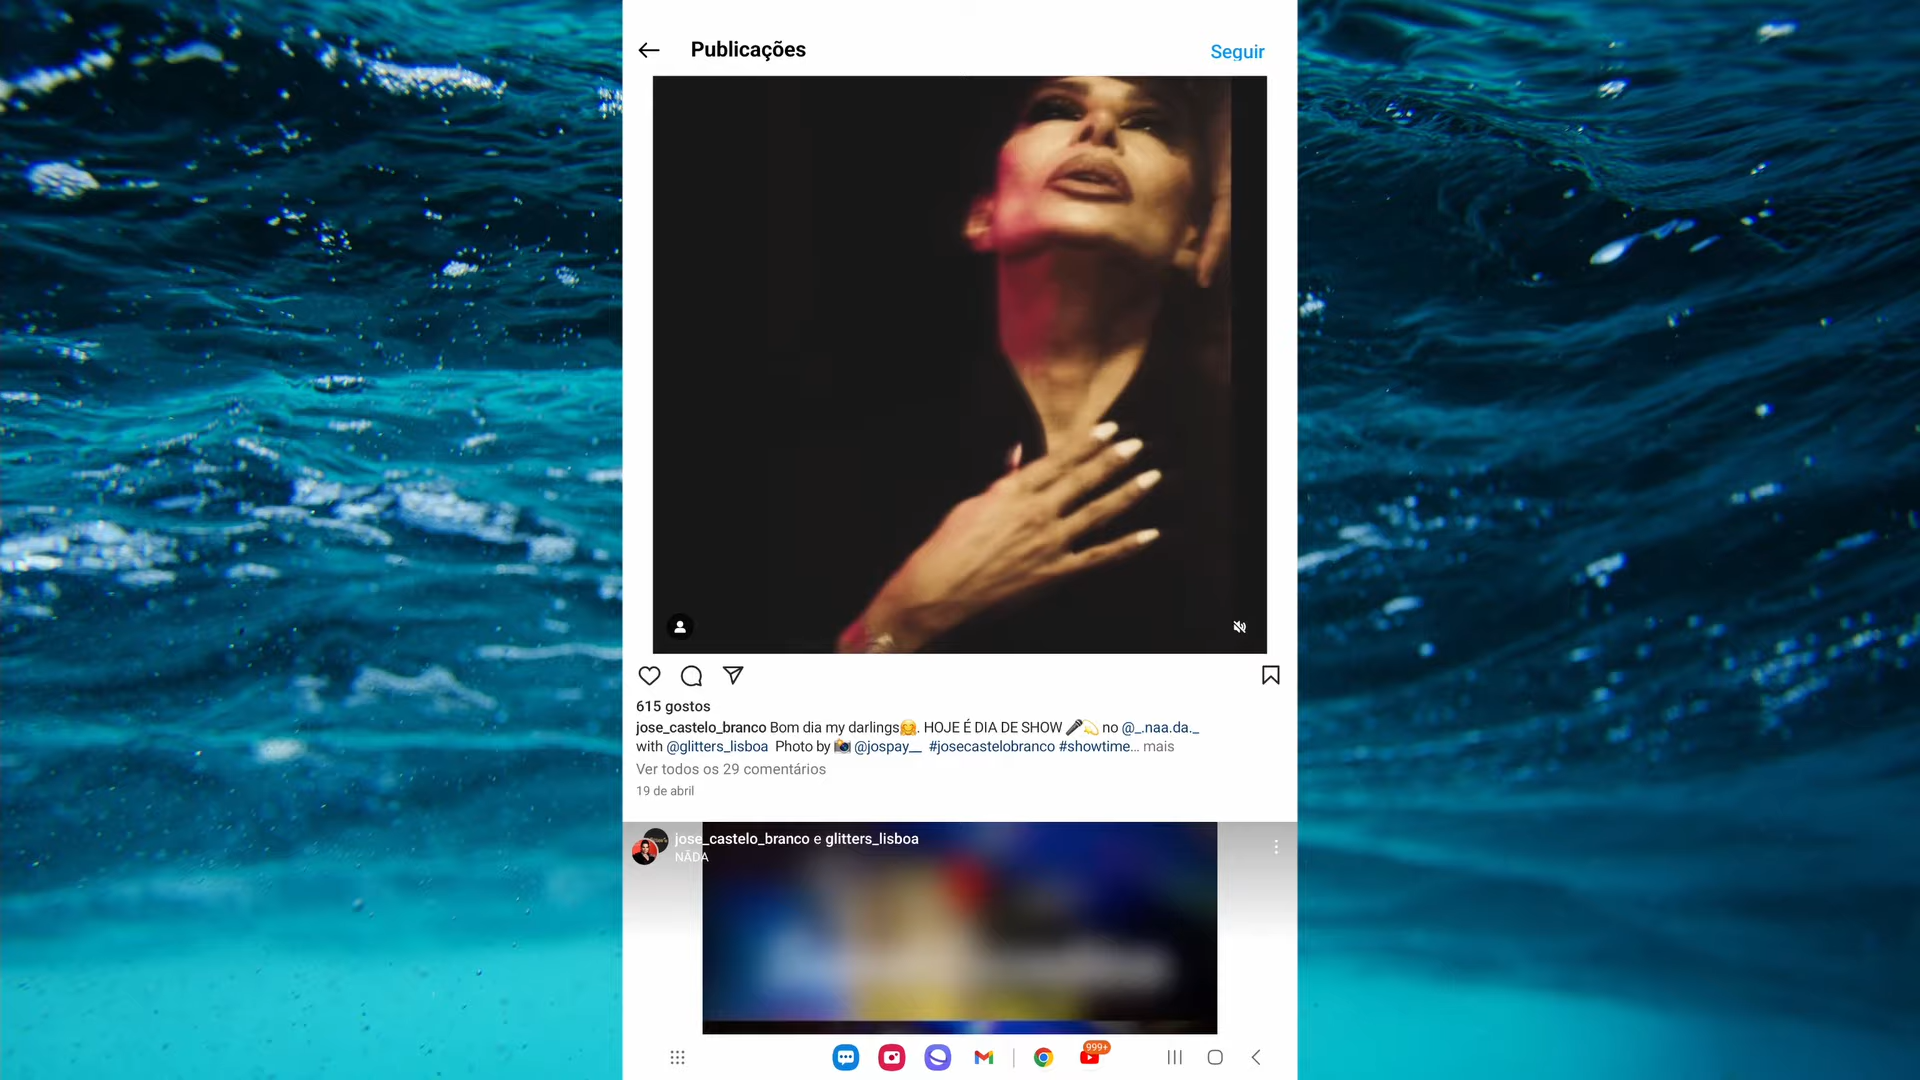 Publicações
Seguir
615 gostos
jose_castelo_branco Bom dia my darlings🤗. HOJE É DIA DE SHOW 🎤💫 no @_.naa.da._
with @glitters_lisboa Photo by 📸 @jospay__ #josecastelobranco #showtime... mais
Ver todos os 29 comentários
19 de abril
jose_castelo_branco e glitters_lisboa
NĀDA
999+